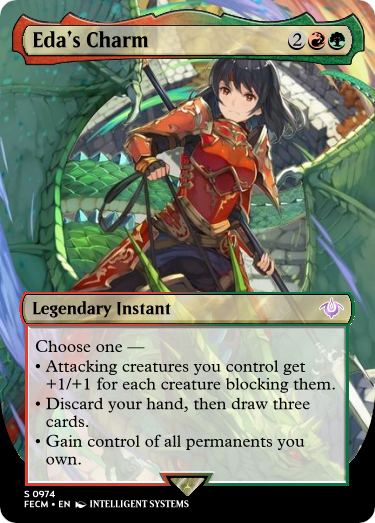 Eda's Charm 2
Legendary Instant
Choose one —
• Attacking creatures you control get
+1/+1 for each creature blocking them.
• Discard your hand, then draw three
cards.
• Gain control of all permanents you
own.
S 0974
FECM • EN INTELLIGENT SYSTEMS